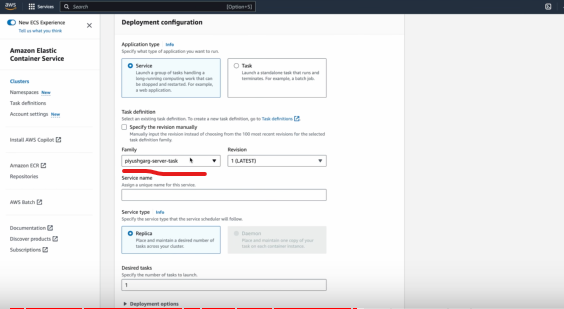 aws
Services
Search
[Option+S]
New ECS Experience
Tell us what you think
Amazon Elastic
Container Service
Clusters
Namespaces New
Task definitions
Account settings New
Install AWS Copilot
Amazon ECR
Repositories
AWS Batch
Documentation
Discover products
Subscriptions
Deployment configuration
Application type Info
Specify what type of application you want to run.
Service
Launch a group of tasks handling a
long-running computing work that can
be stopped and restarted. For example,
a web application.
Task
Launch a standalone task that runs and
terminates. For example, a batch job.
Task definition
Select an existing task definition. To create a new task definition, go to Task definitions
Specify the revision manually
Manually input the revision instead of choosing from the 100 most recent revisions for the selected
task definition family.
Family
Revision
piyushgarg-server-task
1 (LATEST)
Service name
Assign a unique name for this service.
Service type Info
Specify the service type that the service scheduler will follow.
Replica
Place and maintain a desired number of
tasks across your cluster.
Daemon
Place and maintain one copy of your
task on each container instance.
Desired tasks
Specify the number of tasks to launch.
1
Deployment options